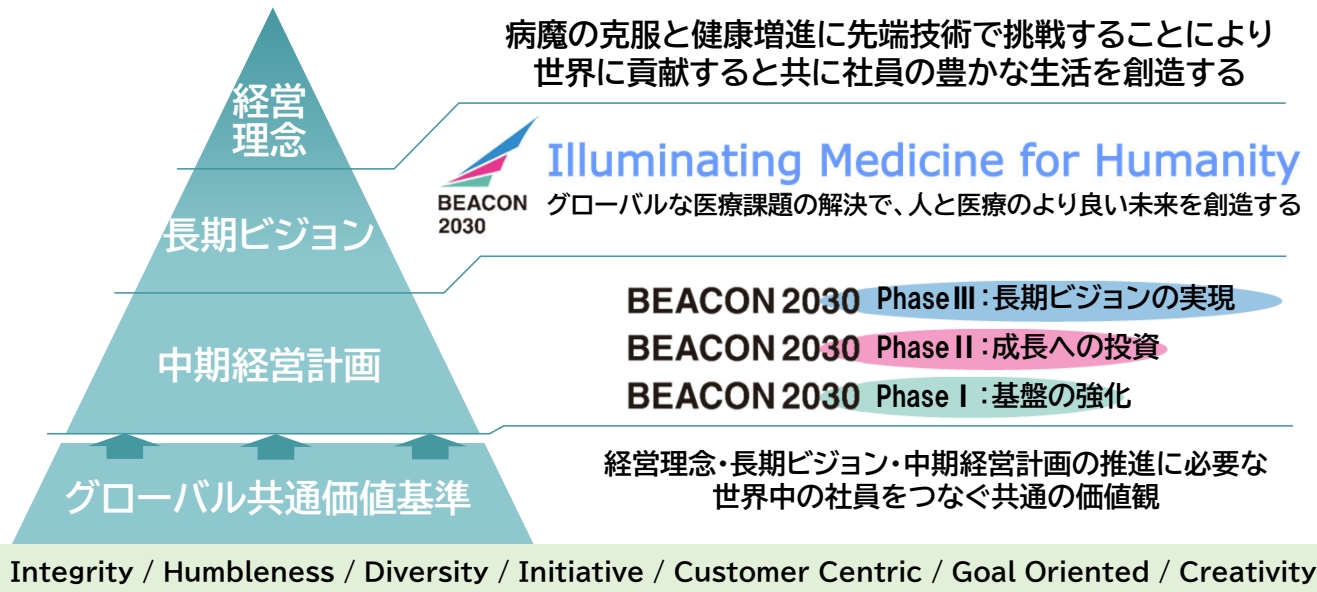 経営
理念
病魔の克服と健康増進に先端技術で挑戦することにより
世界に貢献すると共に社員の豊かな生活を創造する
長期ビジョン
BEACON
2030
Illuminating Medicine for Humanity
グローバルな医療課題の解決で、人と医療のより良い未来を創造する
中期経営計画
BEACON 2030 PhaseⅢ:長期ビジョンの実現
BEACON 2030 PhaseⅡ:成長への投資
BEACON 2030 PhaseⅠ:基盤の強化
グローバル共通価値基準
経営理念・長期ビジョン・中期経営計画の推進に必要な
世界中の社員をつなぐ共通の価値観
Integrity / Humbleness / Diversity / Initiative / Customer Centric / Goal Oriented / Creativity